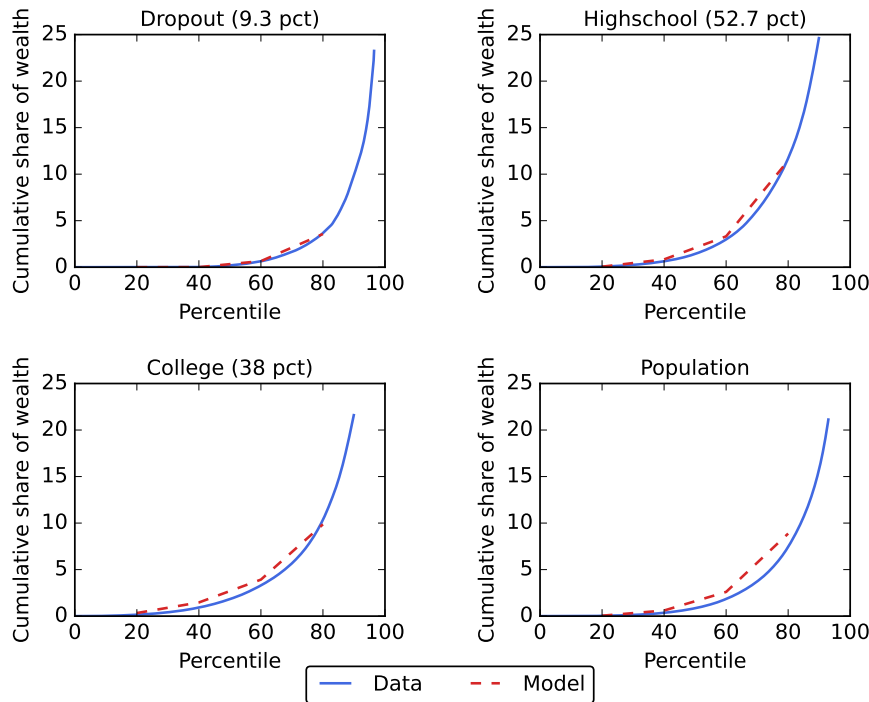 Dropout (9.3 pct)
Cumulative share of wealth
25
20
15
10
5
0
0 20 40 60 80 100
Percentile
Highschool (52.7 pct)
Cumulative share of wealth
25
20
15
10
5
0
0 20 40 60 80 100
Percentile
College (38 pct)
Cumulative share of wealth
25
20
15
10
5
0
0 20 40 60 80 100
Percentile
Population
Cumulative share of wealth
25
20
15
10
5
0
0 20 40 60 80 100
Percentile
Data Model